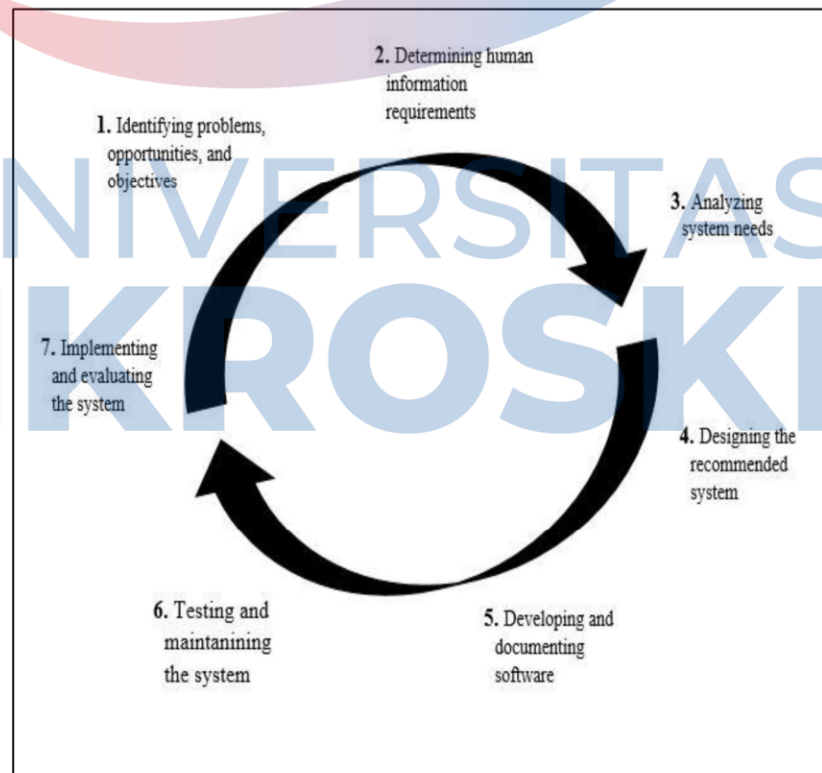 1. Identifying problems,
opportunities, and
objectives
2. Determining human
information
requirements
3. Analyzing
system needs
4. Designing the
recommended
system
5. Developing and
documenting
software
6. Testing and
maintanining
the system
7. Implementing
and evaluating
the system
NIVERSITAS
KROSKI